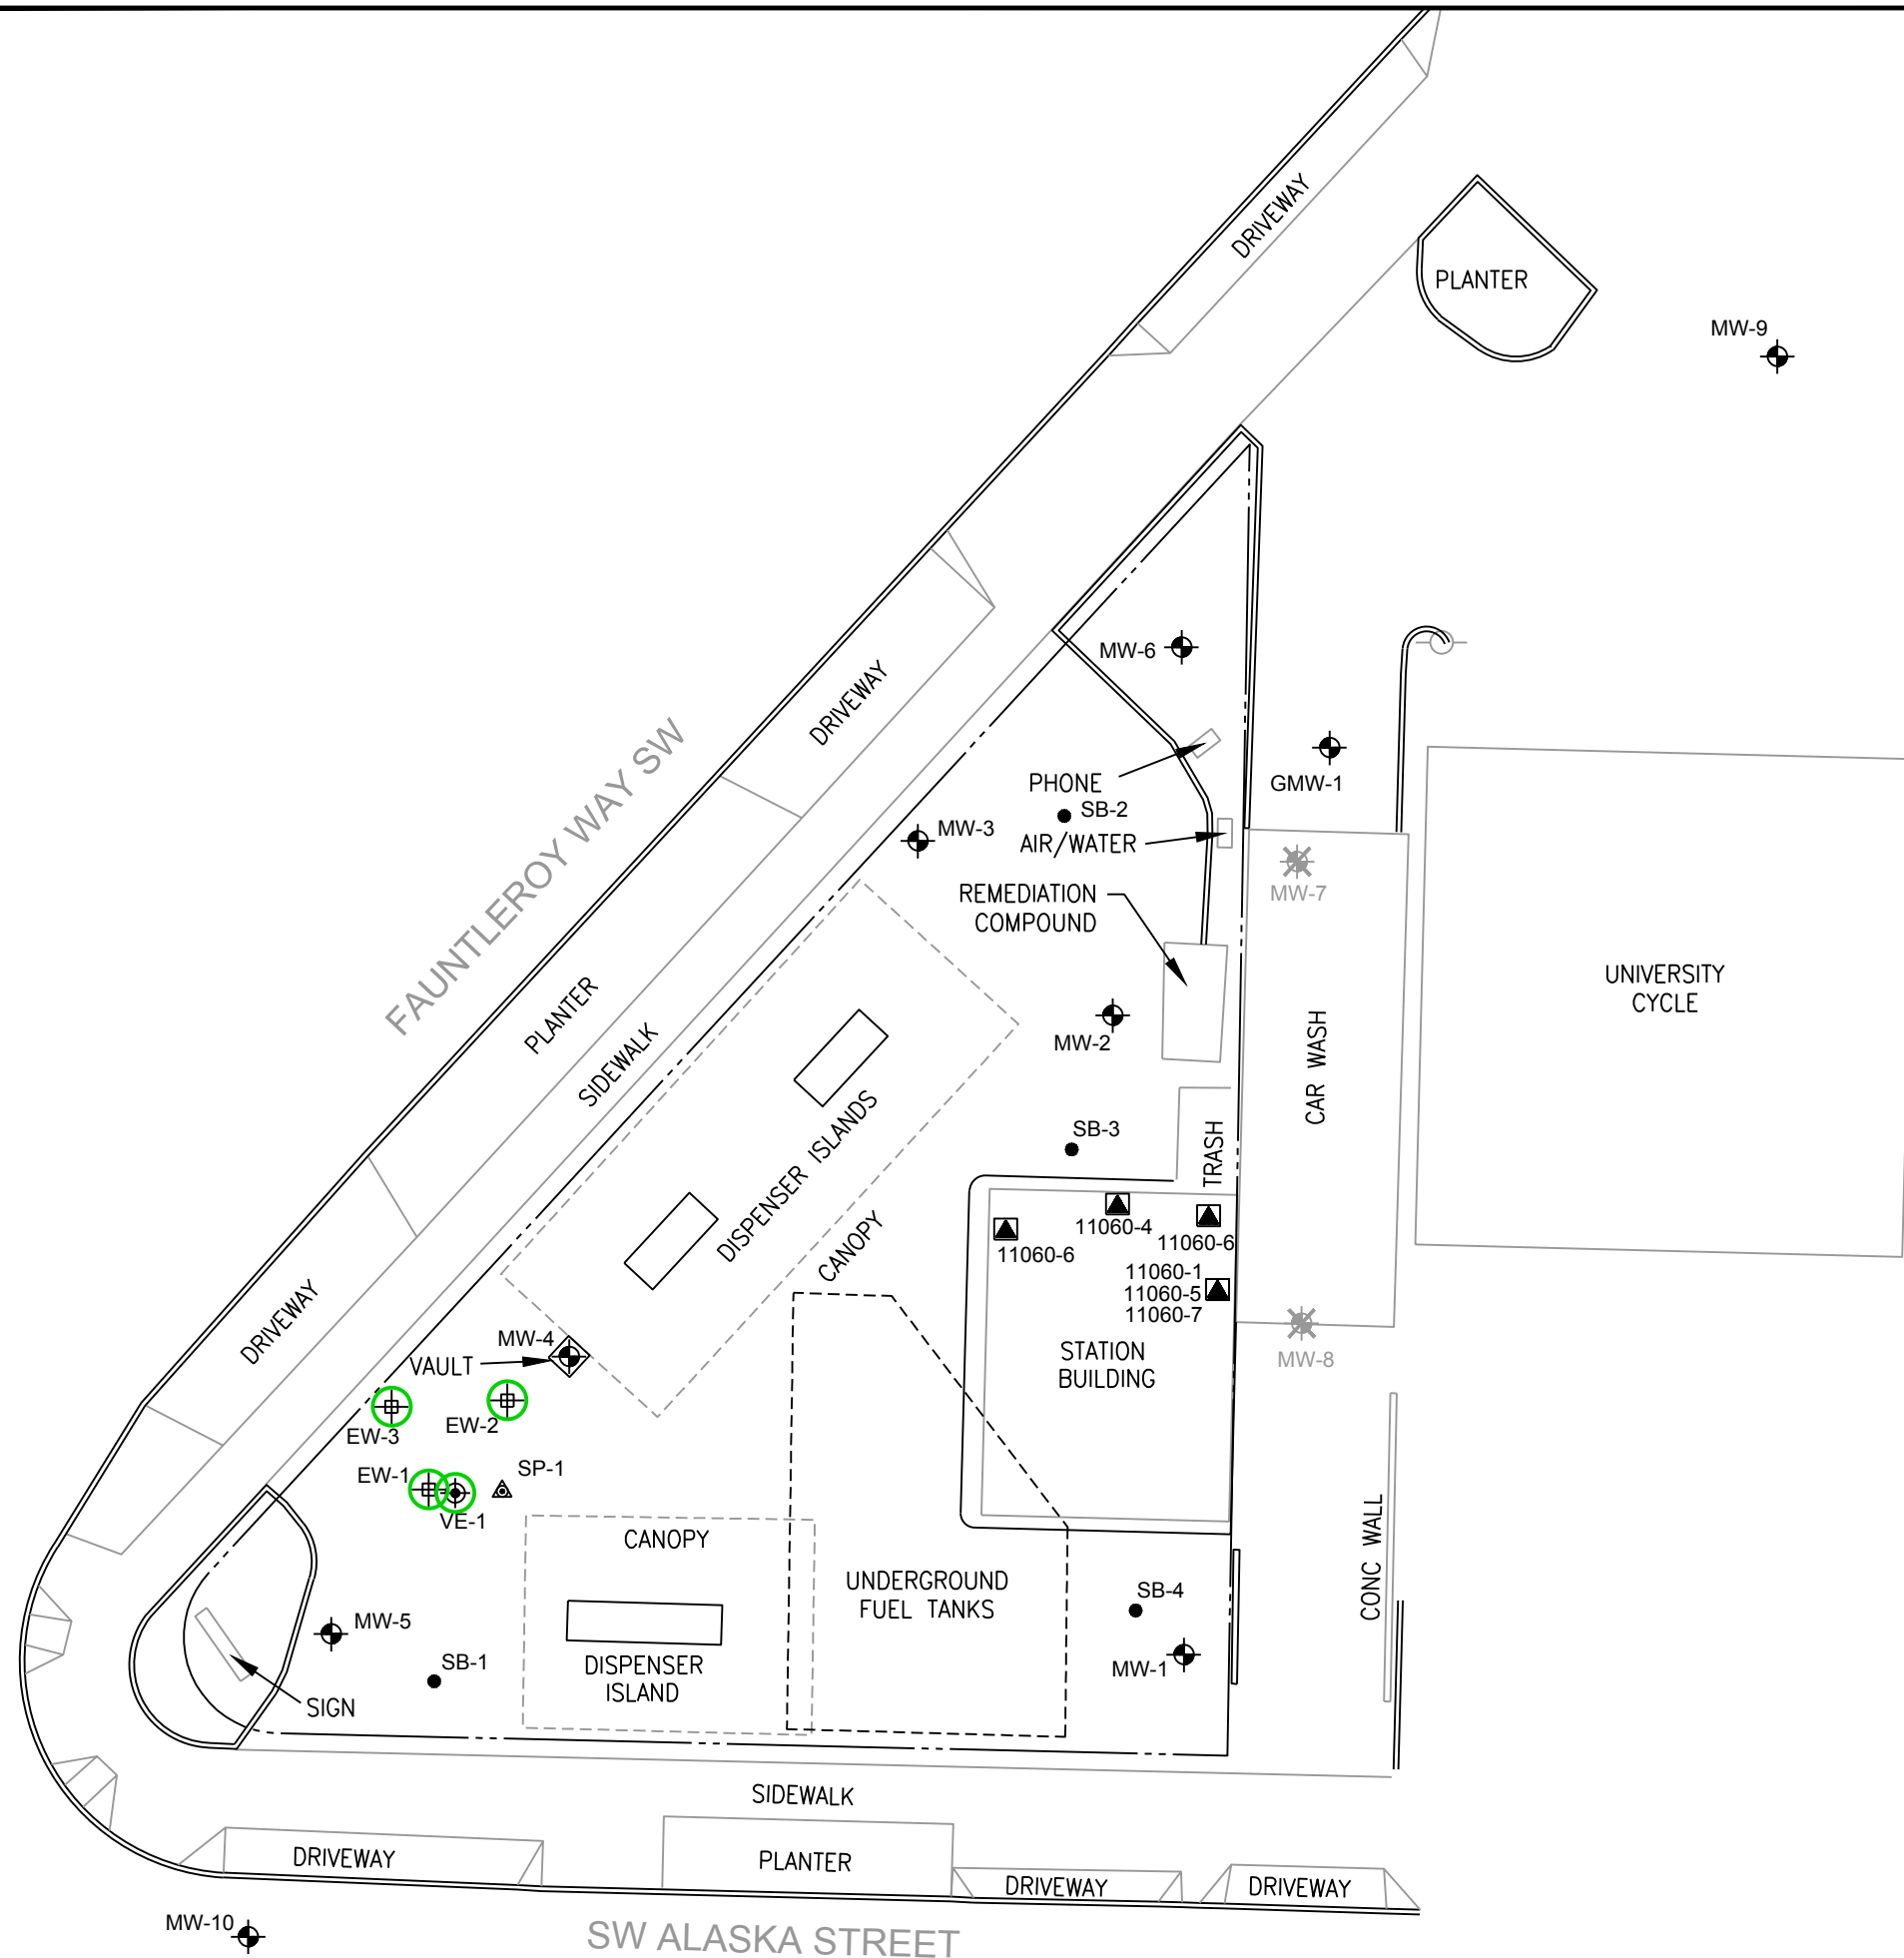 DRIVEWAY
PLANTER
MW-9
MW-6
DRIVEWAY
FAUNTLEROY WAY SW
PHONE
GMW-1
SB-2
MW-3
AIR/WATER
MW-7
REMEDIATION
COMPOUND
UNIVERSITY
CYCLE
PLANTER
SIDEWALK
MW-2
CAR WASH
DISPENSER ISLANDS
SB-3
TRASH
11060-4
11060-6
11060-6
CANOPY
11060-1
11060-5
11060-7
DRIVEWAY
MW-4
VAULT
STATION
BUILDING
MW-8
EW-3
EW-2
EW-1
SP-1
VE-1
CANOPY
CONC WALL
UNDERGROUND
FUEL TANKS
SB-4
MW-5
SB-1
DISPENSER
ISLAND
MW-1
SIGN
SIDEWALK
DRIVEWAY
PLANTER
DRIVEWAY
DRIVEWAY
MW-10
SW ALASKA STREET